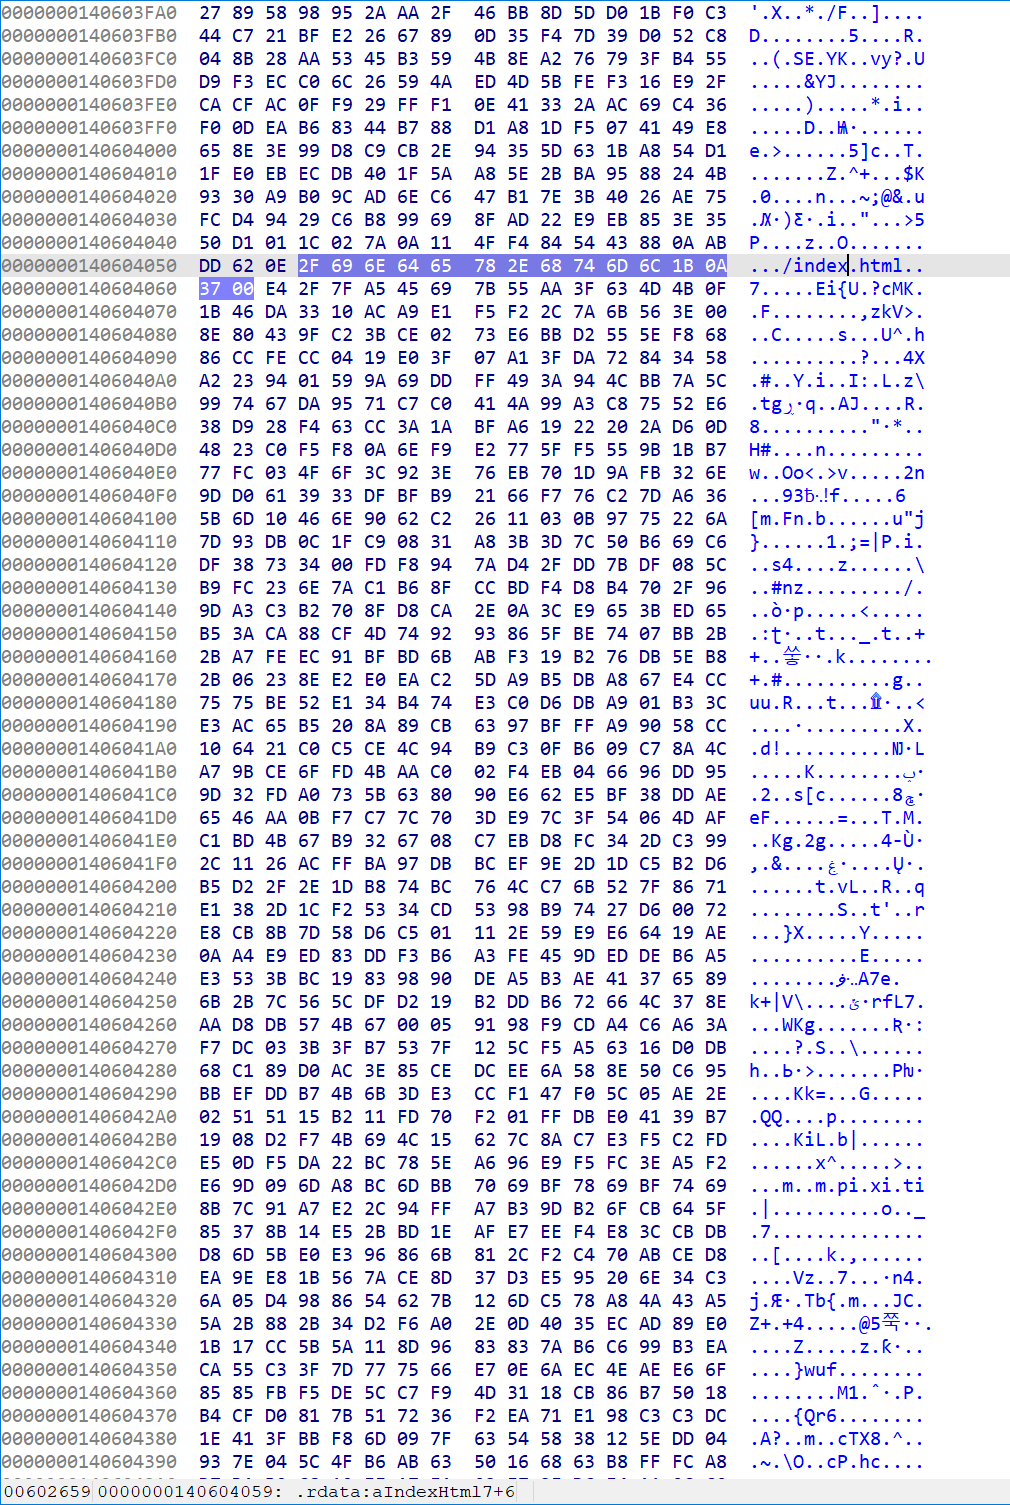 0000000140603FA0 27 89 58 98 95 2A AA 2F 46 BB 8D 5D D0 1B F0 C3 '.X..*./F..]....
0000000140603FB0 44 C7 21 BF E2 26 67 89 0D 35 F4 7D 39 D0 52 C8 D........5....R.
0000000140603FC0 04 8B 28 AA 53 45 B3 59 4B 8E A2 76 79 3F B4 55 ..(.SE.YK..vy?.U
0000000140603FD0 D9 F3 EC C0 6C 26 59 4A ED 4D 5B FE F3 16 E9 2F .....&YJ........
0000000140603FE0 CA CF AC 0F F9 29 FF F1 0E 41 33 2A AC 69 C4 36 .....).....*.i..
0000000140603FF0 F0 0D EA B6 83 44 B7 88 D1 A8 1D F5 07 41 49 E8
0000000140604000 65 8E 3E 99 D8 C9 CB 2E 94 35 5D 63 1B A8 54 D1 e.>......5]c..T.
0000000140604010 1F E0 EB EC DB 40 1F 5A A8 5E 2B BA 95 88 24 4B .......Z.^+...$K
0000000140604020 93 30 A9 B0 9C AD 6E C6 47 B1 7E 3B 40 26 AE 75 .0....n...~;@&.u
0000000140604030 FC D4 94 29 C6 B8 99 69 8F AD 22 E9 EB 85 3E 35
0000000140604040 50 D1 01 1C 02 7A 0A 11 4F F4 84 54 43 88 0A AB P....z..O.......
0000000140604050 DD 62 0E 2F 69 6E 64 65 78 2E 68 74 6D 6C 1B 0A .../index.html..
0000000140604060 37 00 E4 2F 7F A5 45 69 7B 55 AA 3F 63 4D 4B 0F 7.....Ei{U.?cMK.
0000000140604070 1B 46 DA 33 10 AC A9 E1 F5 F2 2C 7A 6B 56 3E 00 .F........,zkV>.
0000000140604080 8E 80 43 9F C2 3B CE 02 73 E6 BB D2 55 5E F8 68 ..C.....s...U^.h
0000000140604090 86 CC FE CC 04 19 E0 3F 07 A1 3F DA 72 84 34 58 ..........?...4X
00000001406040A0 A2 23 94 01 59 9A 69 DD FF 49 3A 94 4C BB 7A 5C .#..Y.i..I:.L.z\
00000001406040B0 99 74 67 DA 95 71 C7 C0 41 4A 99 A3 C8 75 52 E6
00000001406040C0 38 D9 28 F4 63 CC 3A 1A BF A6 19 22 20 2A D6 0D 8.........."·*..
00000001406040D0 48 23 C0 F5 F8 0A 6E F9 E2 77 5F F5 55 9B 1B B7 H#....n.........
00000001406040E0 77 FC 03 4F 6F 3C 92 3E 76 EB 70 1D 9A FB 32 6E w..Oo<.>v.....2n
00000001406040F0 9D D0 61 39 33 DF BF B9 21 66 F7 76 C2 7D A6 36
0000000140604100 5B 6D 10 46 6E 90 62 C2 26 11 03 0B 97 75 22 6A [m.Fn.b......u"j
0000000140604110 7D 93 DB 0C 1F C9 08 31 A8 3B 3D 7C 50 B6 69 C6 }......1.;=|P.i.
0000000140604120 DF 38 73 34 00 FD F8 94 7A D4 2F DD 7B DF 08 5C ..s4....z......\
0000000140604130 B9 FC 23 6E 7A C1 B6 8F CC BD F4 D8 B4 70 2F 96 ..#nz........./.
0000000140604140 9D A3 C3 B2 70 8F D8 CA 2E 0A 3C E9 65 3B ED 65 ..ò·p.....<.....
0000000140604150 B5 3A CA 88 CF 4D 74 92 93 86 5F BE 74 07 BB 2B
0000000140604160 2B A7 FE EC 91 BF BD 6B AB F3 19 B2 76 DB 5E B8
0000000140604170 2B 06 23 8E E2 E0 EA C2 5D A9 B5 DB A8 67 E4 CC +.#..........g..
0000000140604180 75 75 BE 52 E1 34 B4 74 E3 C0 D6 DB A9 01 B3 3C
0000000140604190 E3 AC 65 B5 20 8A 89 CB 63 97 BF FF A9 90 58 CC ....·.........X.
00000001406041A0 10 64 21 C0 C5 CE 4C 94 B9 C3 0F B6 09 C7 8A 4C
00000001406041B0 A7 9B CE 6F FD 4B AA C0 02 F4 EB 04 66 96 DD 95
00000001406041C0 9D 32 FD A0 73 5B 63 80 90 E6 62 E5 BF 38 DD AE
00000001406041D0 65 46 AA 0B F7 C7 7C 70 3D E9 7C 3F 54 06 4D AF eF......=...T.M.
00000001406041E0 C1 BD 4B 67 B9 32 67 08 C7 EB D8 FC 34 2D C3 99 ..Kg.2g.....4-Ù·
00000001406041F0 2C 11 26 AC FF BA 97 DB BC EF 9E 2D 1D C5 B2 D6
0000000140604200 B5 D2 2F 2E 1D B8 74 BC 76 4C C7 6B 52 7F 86 71 ......t.vL..R..q
0000000140604210 E1 38 2D 1C F2 53 34 CD 53 98 B9 74 27 D6 00 72 ........S..t'..r
0000000140604220 E8 CB 8B 7D 58 D6 C5 01 11 2E 59 E9 E6 64 19 AE ...}X.....Y.....
0000000140604230 0A A4 E9 ED 83 DD F3 B6 A3 FE 45 9D ED DE B6 A5 ..........E.....
0000000140604240 E3 53 3B BC 19 83 98 90 DE A5 B3 AE 41 37 65 89
0000000140604250 6B 2B 7C 56 5C DF D2 19 B2 DD B6 72 66 4C 37 8E
0000000140604260 AA D8 DB 57 4B 67 00 05 91 98 F9 CD A4 C6 A6 3A ...WKg.......Ʀ·:
0000000140604270 F7 DC 03 3B 3F B7 53 7F 12 5C F5 A5 63 16 D0 DB ....?.S..\......
0000000140604280 68 C1 89 D0 AC 3E 85 CE DC EE 6A 58 8E 50 C6 95 h..Ь·>.......Pƕ·
0000000140604290 BB EF DD B7 4B 6B 3D E3 CC F1 47 F0 5C 05 AE 2E ....Kk=...G.....
00000001406042A0 02 51 51 15 B2 11 FD 70 F2 01 FF DB E0 41 39 B7 .QQ....p........
00000001406042B0 19 08 D2 F7 4B 69 4C 15 62 7C 8A C7 E3 F5 C2 FD ....KiL.b|......
00000001406042C0 E5 0D F5 DA 22 BC 78 5E A6 96 E9 F5 FC 3E A5 F2 ......x^.....>..
00000001406042D0 E6 9D 09 6D A8 BC 6D BB 70 69 BF 78 69 BF 74 69 ...m..m.pi.xi.ti
00000001406042E0 8B 7C 91 A7 E2 2C 94 FF A7 B3 9D B2 6F CB 64 5F .|..........o.._
00000001406042F0 85 37 8B 14 E5 2B BD 1E AF E7 EE F4 E8 3C CB DB .7..............
0000000140604300 D8 6D 5B E0 E3 96 86 6B 81 2C F2 C4 70 AB CE D8 ..[....k.,......
0000000140604310 EA 9E E8 1B 56 7A CE 8D 37 D3 E5 95 20 6E 34 C3 ....Vz..7...·n4.
0000000140604320 6A 05 D4 98 86 54 62 7B 12 6D C5 78 A8 4A 43 A5
0000000140604330 5A 2B 88 2B 34 D2 F6 A0 2E 0D 40 35 EC AD 89 E0
0000000140604340 1B 17 CC 5B 5A 11 8D 96 83 83 7A B6 C6 99 B3 EA ....Z.....z.ƙ·..
0000000140604350 CA 55 C3 3F 7D 77 75 66 E7 0E 6A EC 4E AE E6 6F ....}wuf........
0000000140604360 85 85 FB F5 DE 5C C7 F9 4D 31 18 CB 86 B7 50 18 ........M1.ˆ·.P.
0000000140604370 B4 CF D0 81 7B 51 72 36 F2 EA 71 E1 98 C3 C3 DC ....{Qr6........
0000000140604380 1E 41 3F BB F8 6D 09 7F 63 54 58 38 12 5E DD 04 .A?..m..cTX8.^..
0000000140604390 93 7E 04 5C 4F B6 AB 63 50 16 68 63 B8 FF FC A8 .~.\O..cP.hc....
00602659 0000000140604059: .rdata:aIndexHtml7+6